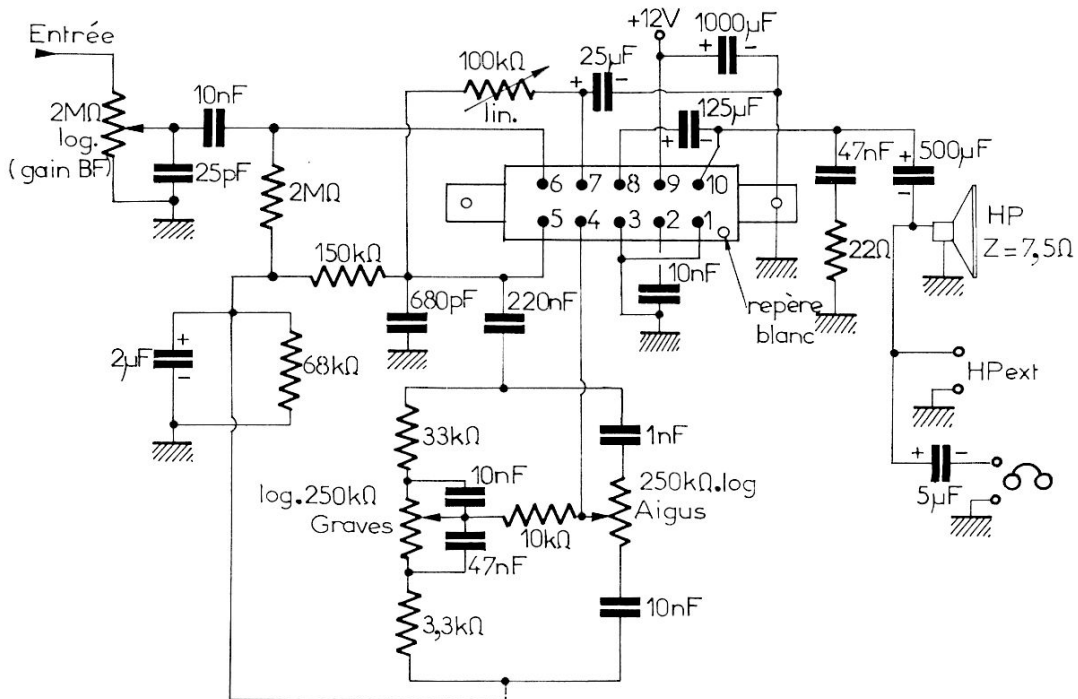 Entrée
2MΩ
log.
(gain BF)
10nF
25pF
2MΩ
150kΩ
100kΩ
lin.
+ 25µF -
+12V
1000µF
+ -
125µF
+ -
6 7 8 9 10
5 4 3 2 1
47nF
500µF
+
-
22Ω
HP
Z = 7,5Ω
680pF
220nF
10nF
repère
blanc
2µF
+
-
68kΩ
HPext
33kΩ
1nF
log.250kΩ
Graves
10nF
47nF
10kΩ
250kΩ.log
Aigus
+ -
5µF
3,3kΩ
10nF